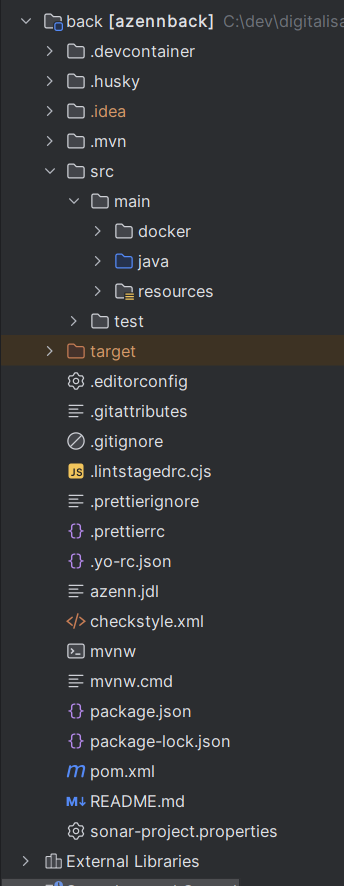 back [azennback] C:\dev\digitalisa
.devcontainer
.husky
.idea
.mvn
src
main
docker
java
resources
test
target
.editorconfig
.gitattributes
.gitignore
JS .lintstagedrc.cjs
.prettierignore
{} .prettierrc
{} .yo-rc.json
azenn.jdl
</> checkstyle.xml
mvnw
mvnw.cmd
{} package.json
{} package-lock.json
m pom.xml
M↓ README.md
sonar-project.properties
External Libraries